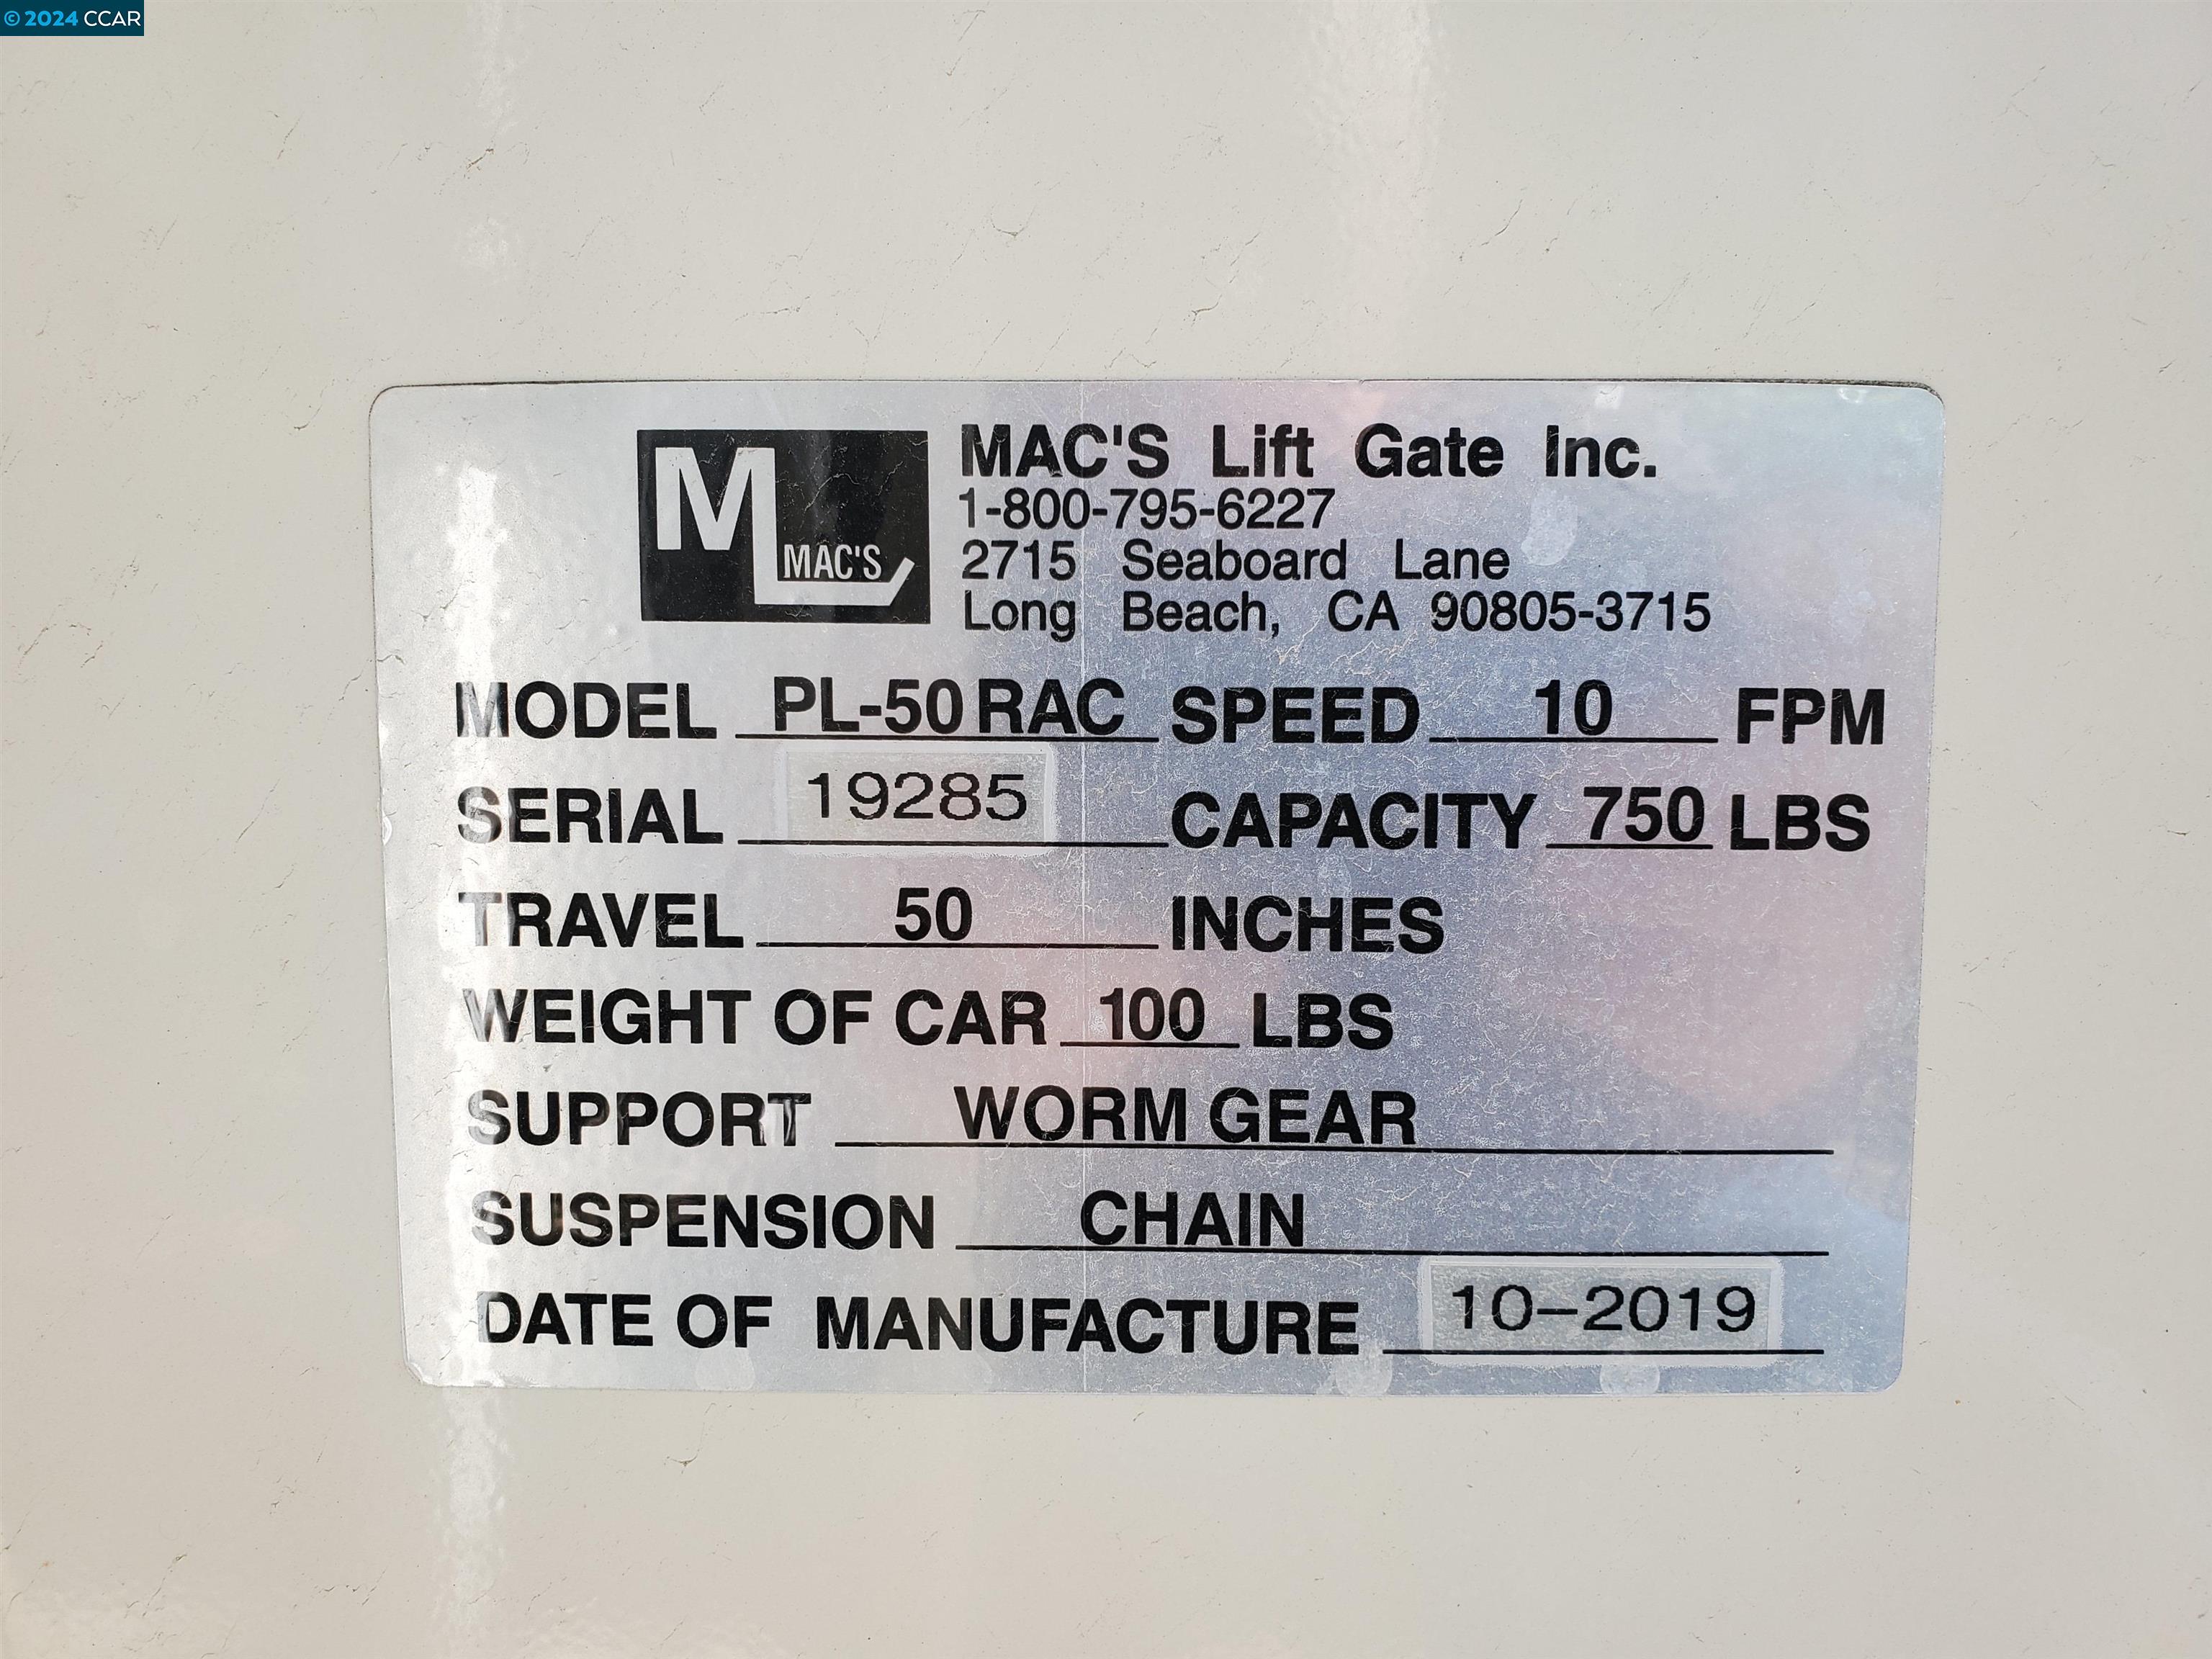 © 2024 CCAR
MAC'S Lift Gate Inc.
1-800-795-6227
2715 Seaboard Lane
Long Beach, CA 90805-3715
M MAC'S
MODEL PL-50 RAC SPEED 10 FPM
SERIAL 19285 CAPACITY 750 LBS
TRAVEL 50 INCHES
WEIGHT OF CAR 100 LBS
SUPPORT WORM GEAR
SUSPENSION CHAIN
DATE OF MANUFACTURE 10-2019